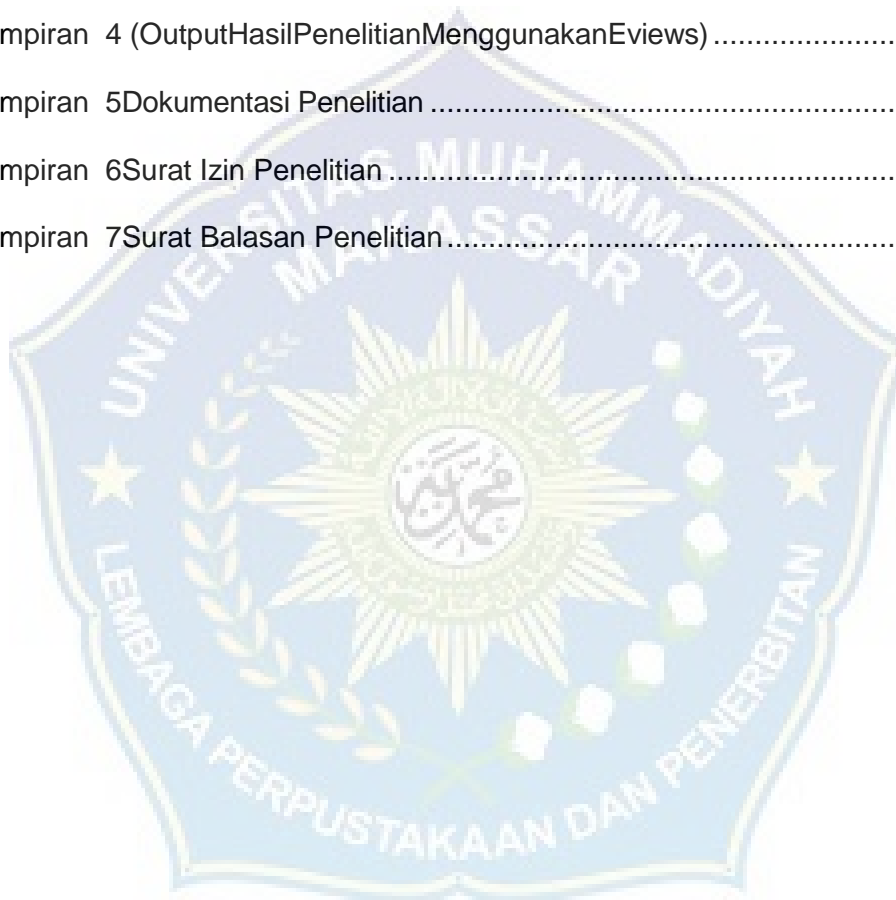 mpiran 4 (OutputHasilPenelitianMenggunakanEviews)......................
mpiran 5Dokumentasi Penelitian.........................................................
mpiran 6Surat Izin Penelitian..............................................................
mpiran 7Surat Balasan Penelitian.......................................................
UNIVERSITAS MUHAMMADIYAH
MAKASSAR
LEMBAGA PERPUSTAKAAN DAN PENERBITAN